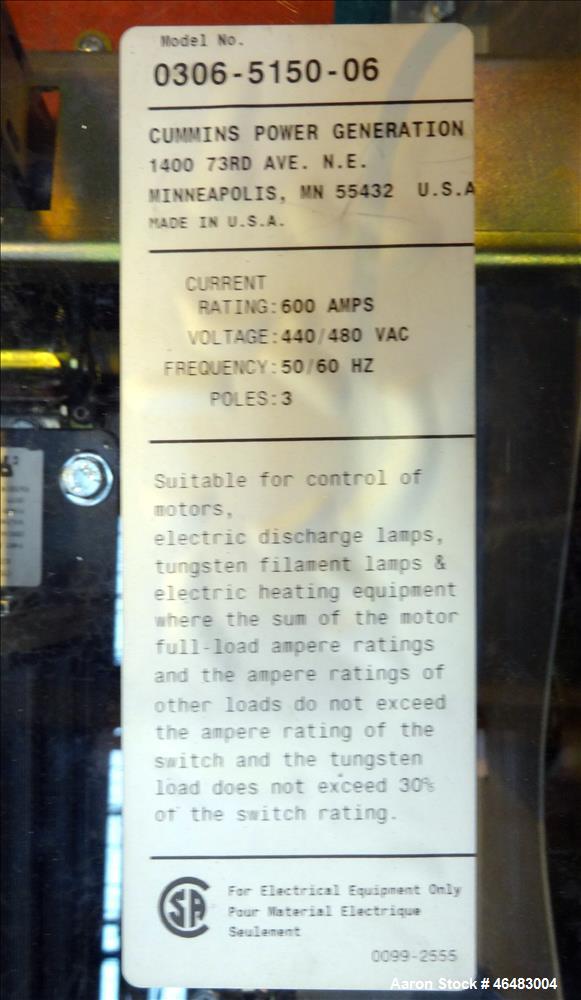 Model No.
0306-5150-06
CUMMINS POWER GENERATION
1400 73RD AVE. N.E.
MINNEAPOLIS, MN 55432 U.S.A
MADE IN U.S.A.
CURRENT
RATING: 600 AMPS
VOLTAGE: 440/480 VAC
FREQUENCY: 50/60 HZ
POLES: 3
Suitable for control of
motors,
electric discharge lamps,
tungsten filament lamps &
electric heating equipment
where the sum of the motor
full-load ampere ratings
and the ampere ratings of
other loads do not exceed
the ampere rating of the
switch and the tungsten
load does not exceed 30%
of the switch rating.
SA
For Electrical Equipment Only
Pour Material Electrique
Seulement
0099-2555
Aaron Stock # 46483004